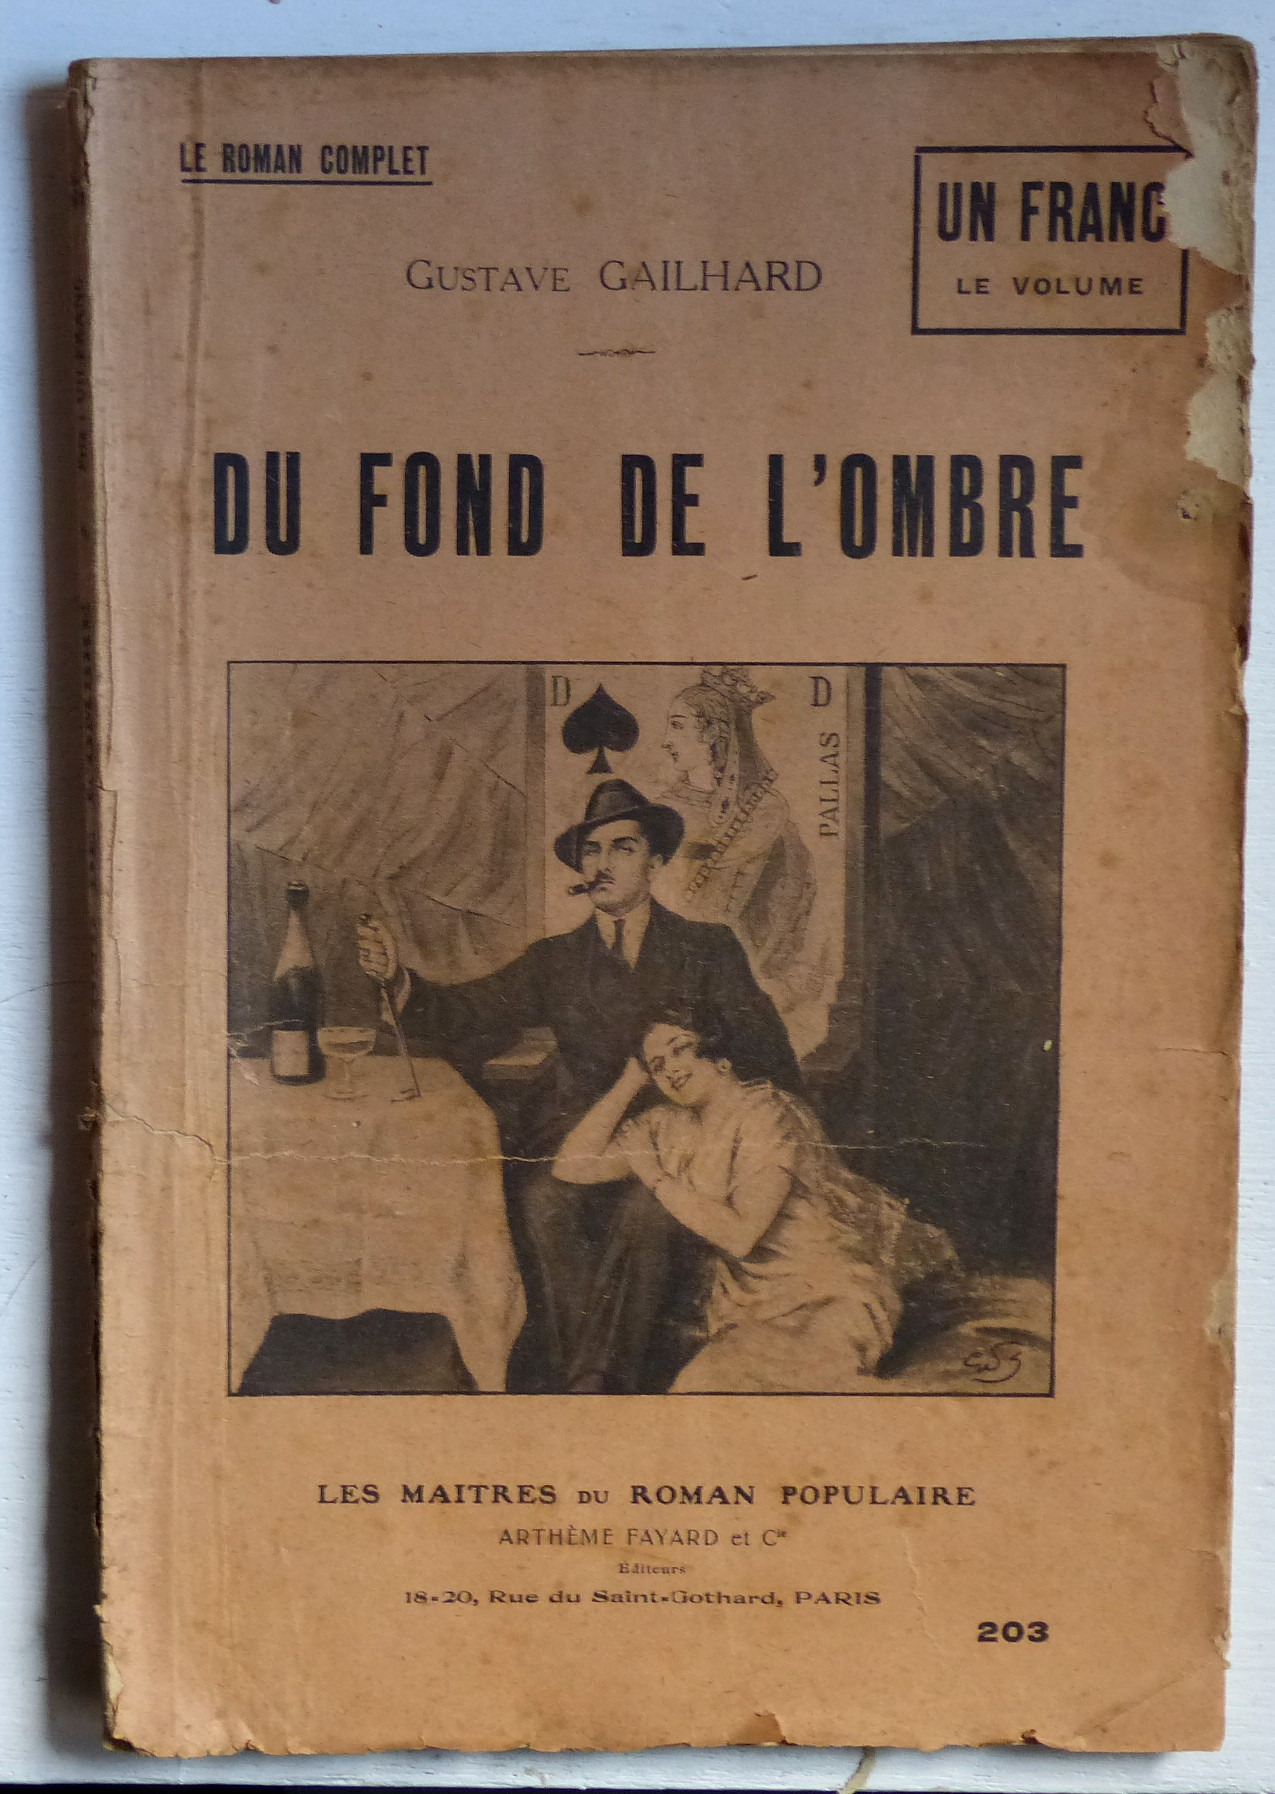 LE ROMAN COMPLET
UN FRANC
LE VOLUME
GUSTAVE GAILHARD
DU FOND DE L'OMBRE
D
D
PALLAS
LES MAITRES DU ROMAN POPULAIRE
ARTHÈME FAYARD et Cie
Éditeurs
18-20, Rue du Saint-Gothard, PARIS
203